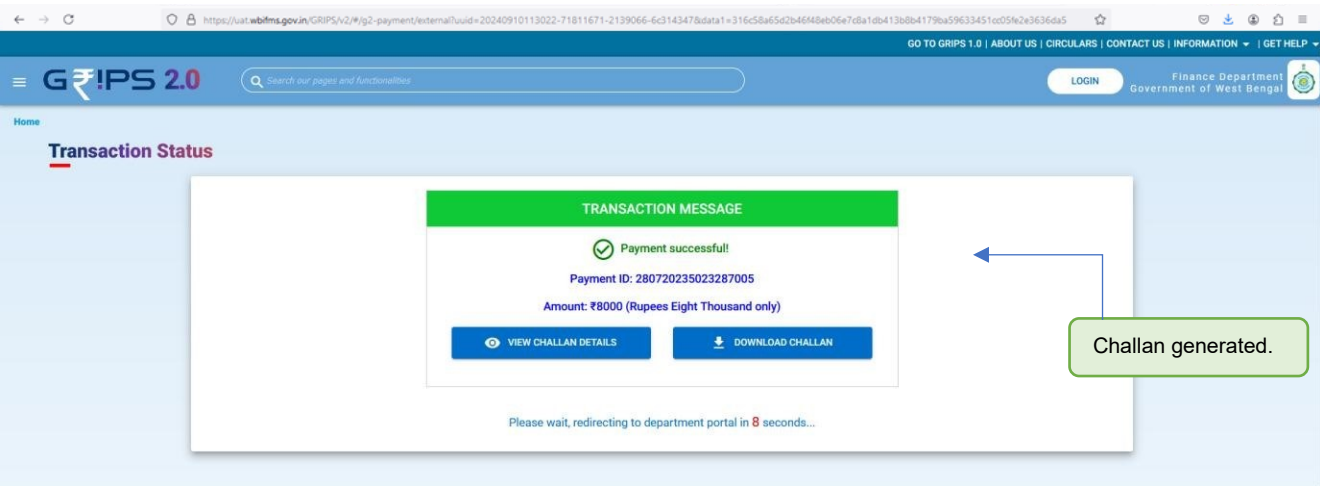 https://uat.wbifms.gov.in/GRIPS/v2/#/g2-payment/external?uuid=20240910113022-71811671-2139066-6c314347&data1=316c58a65d2b46f48eb06e7c8a1db413b8b4179ba59633451cc05fe2e3636da5
GO TO GRIPS 1.0 | ABOUT US | CIRCULARS | CONTACT US | INFORMATION | GET HELP
G₹!PS 2.0 Search our pages and functionalities LOGIN Finance Department
Government of West Bengal
Home
Transaction Status
TRANSACTION MESSAGE
Payment successful!
Payment ID: 280720235023287005
Amount: ₹8000 (Rupees Eight Thousand only)
VIEW CHALLAN DETAILS DOWNLOAD CHALLAN
Challan generated.
Please wait, redirecting to department portal in 8 seconds...